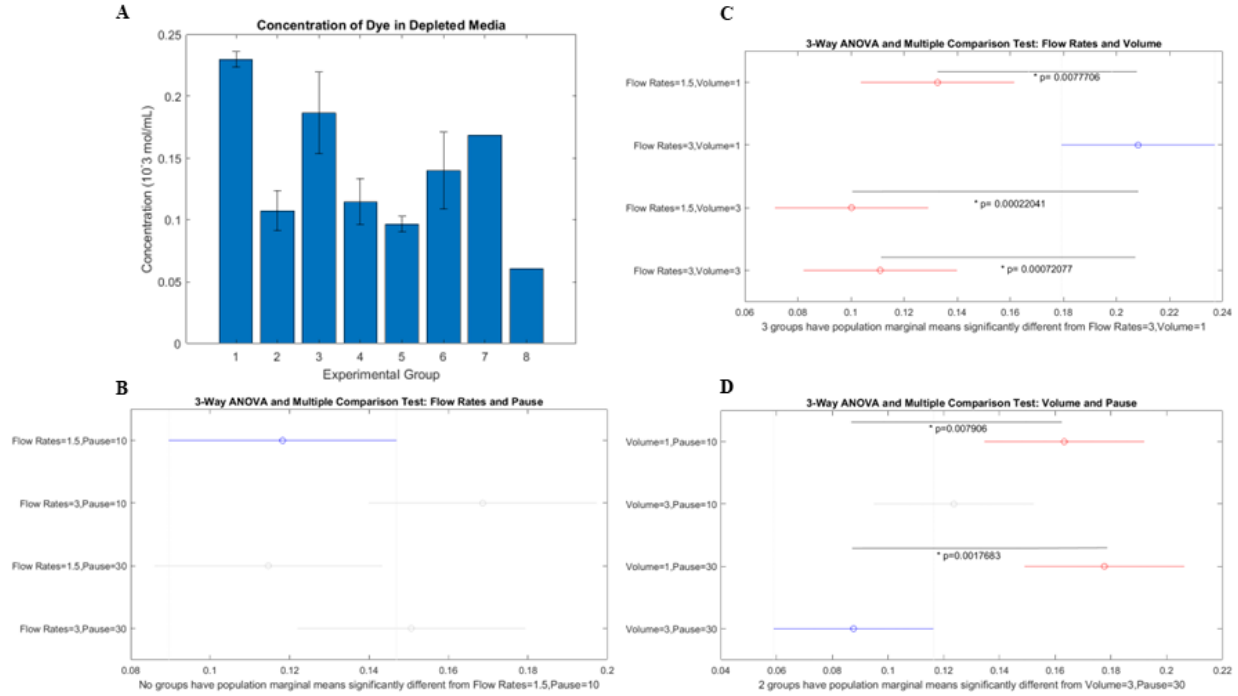 A
Concentration of Dye in Depleted Media
Concentration (10^-3 mol/mL)
0.25
0.2
0.15
0.1
0.05
0
1 2 3 4 5 6 7 8
Experimental Group
B
3-Way ANOVA and Multiple Comparison Test: Flow Rates and Pause
Flow Rates=1.5,Pause=10
Flow Rates=3,Pause=10
Flow Rates=1.5,Pause=30
Flow Rates=3,Pause=30
0.08 0.1 0.12 0.14 0.16 0.18 0.2
No groups have population marginal means significantly different from Flow Rates=1.5,Pause=10
C
3-Way ANOVA and Multiple Comparison Test: Flow Rates and Volume
Flow Rates=1.5,Volume=1
* p= 0.0077706
Flow Rates=3,Volume=1
Flow Rates=1.5,Volume=3
* p= 0.00022041
Flow Rates=3,Volume=3
* p= 0.00072077
0.06 0.08 0.1 0.12 0.14 0.16 0.18 0.2 0.22 0.24
3 groups have population marginal means significantly different from Flow Rates=3,Volume=1
D
3-Way ANOVA and Multiple Comparison Test: Volume and Pause
Volume=1,Pause=10
* p=0.007906
Volume=3,Pause=10
Volume=1,Pause=30
* p=0.0017683
Volume=3,Pause=30
0.04 0.06 0.08 0.1 0.12 0.14 0.16 0.18 0.2 0.22
2 groups have population marginal means significantly different from Volume=3,Pause=30